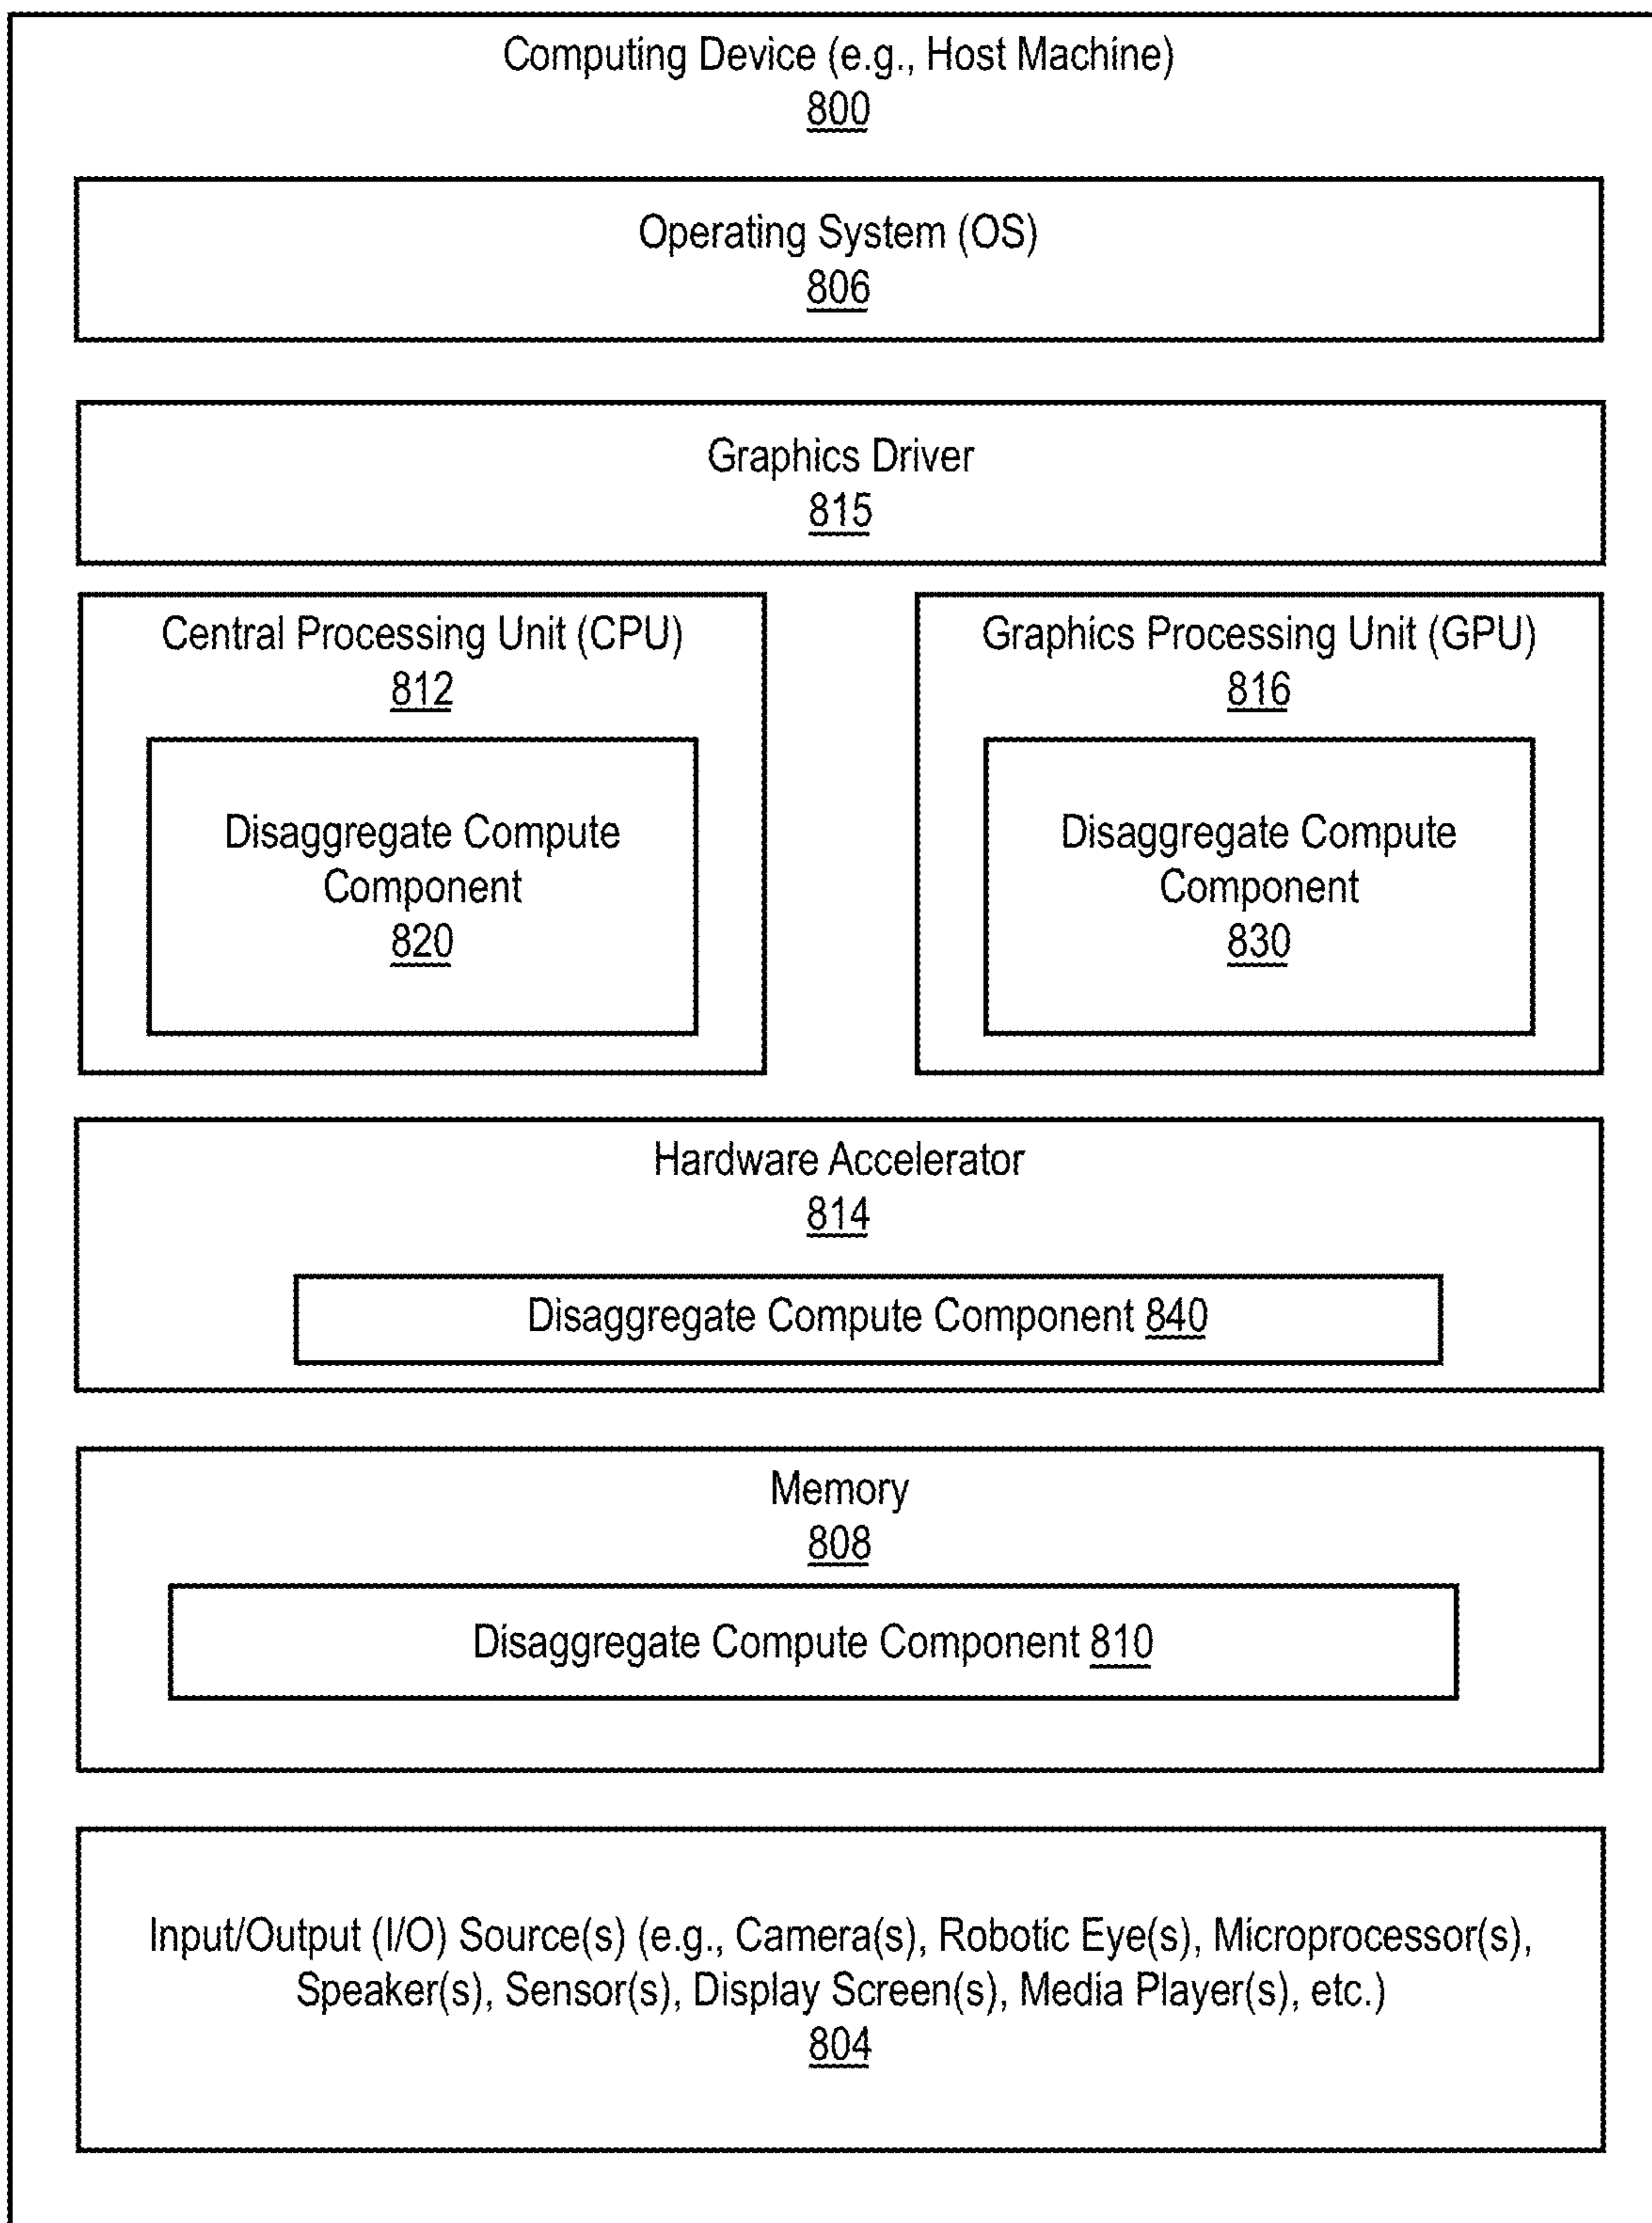 Computing Device (e.g., Host Machine)
800
Operating System (OS)
806
Graphics Driver
815
Central Processing Unit (CPU)
812
Disaggregate Compute
Component
820
Graphics Processing Unit (GPU)
816
Disaggregate Compute
Component
830
Hardware Accelerator
814
Disaggregate Compute Component 840
Memory
808
Disaggregate Compute Component 810
Input/Output (I/O) Source(s) (e.g., Camera(s), Robotic Eye(s), Microprocessor(s),
Speaker(s), Sensor(s), Display Screen(s), Media Player(s), etc.)
804